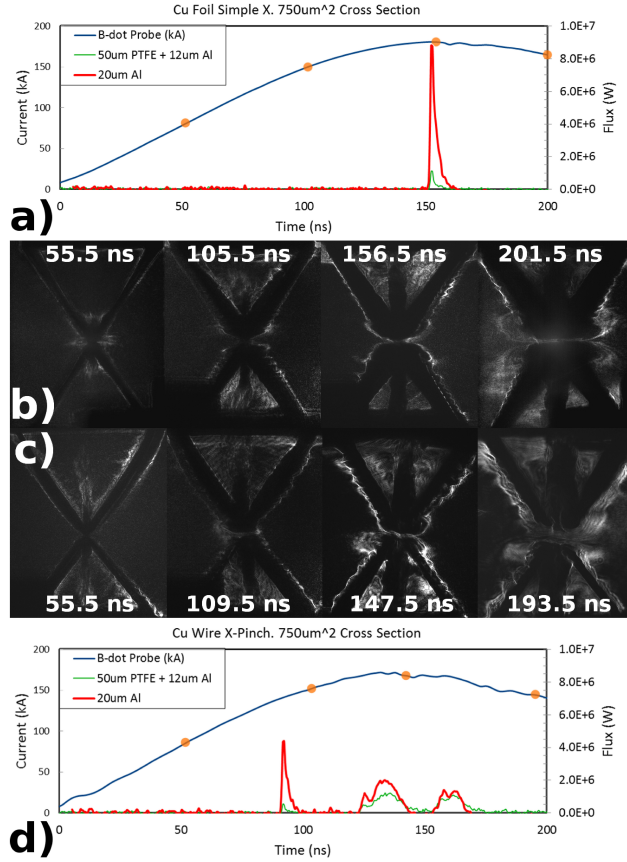 Cu Foil Simple X. 750um^2 Cross Section
200
150
100
50
0
Current (kA)
B-dot Probe (kA)
50um PTFE + 12um Al
20um Al
1.0E+7
8.0E+6
6.0E+6
4.0E+6
2.0E+6
0.0E+0
Flux (W)
0
50
100
150
200
Time (ns)
a)
55.5 ns
105.5 ns
156.5 ns
201.5 ns
b)
c)
55.5 ns
109.5 ns
147.5 ns
193.5 ns
Cu Wire X-Pinch. 750um^2 Cross Section
200
150
100
50
0
Current (kA)
B-dot Probe (kA)
50um PTFE + 12um Al
20um Al
1.0E+7
8.0E+6
6.0E+6
4.0E+6
2.0E+6
0.0E+0
Flux (W)
0
50
100
150
200
Time (ns)
d)